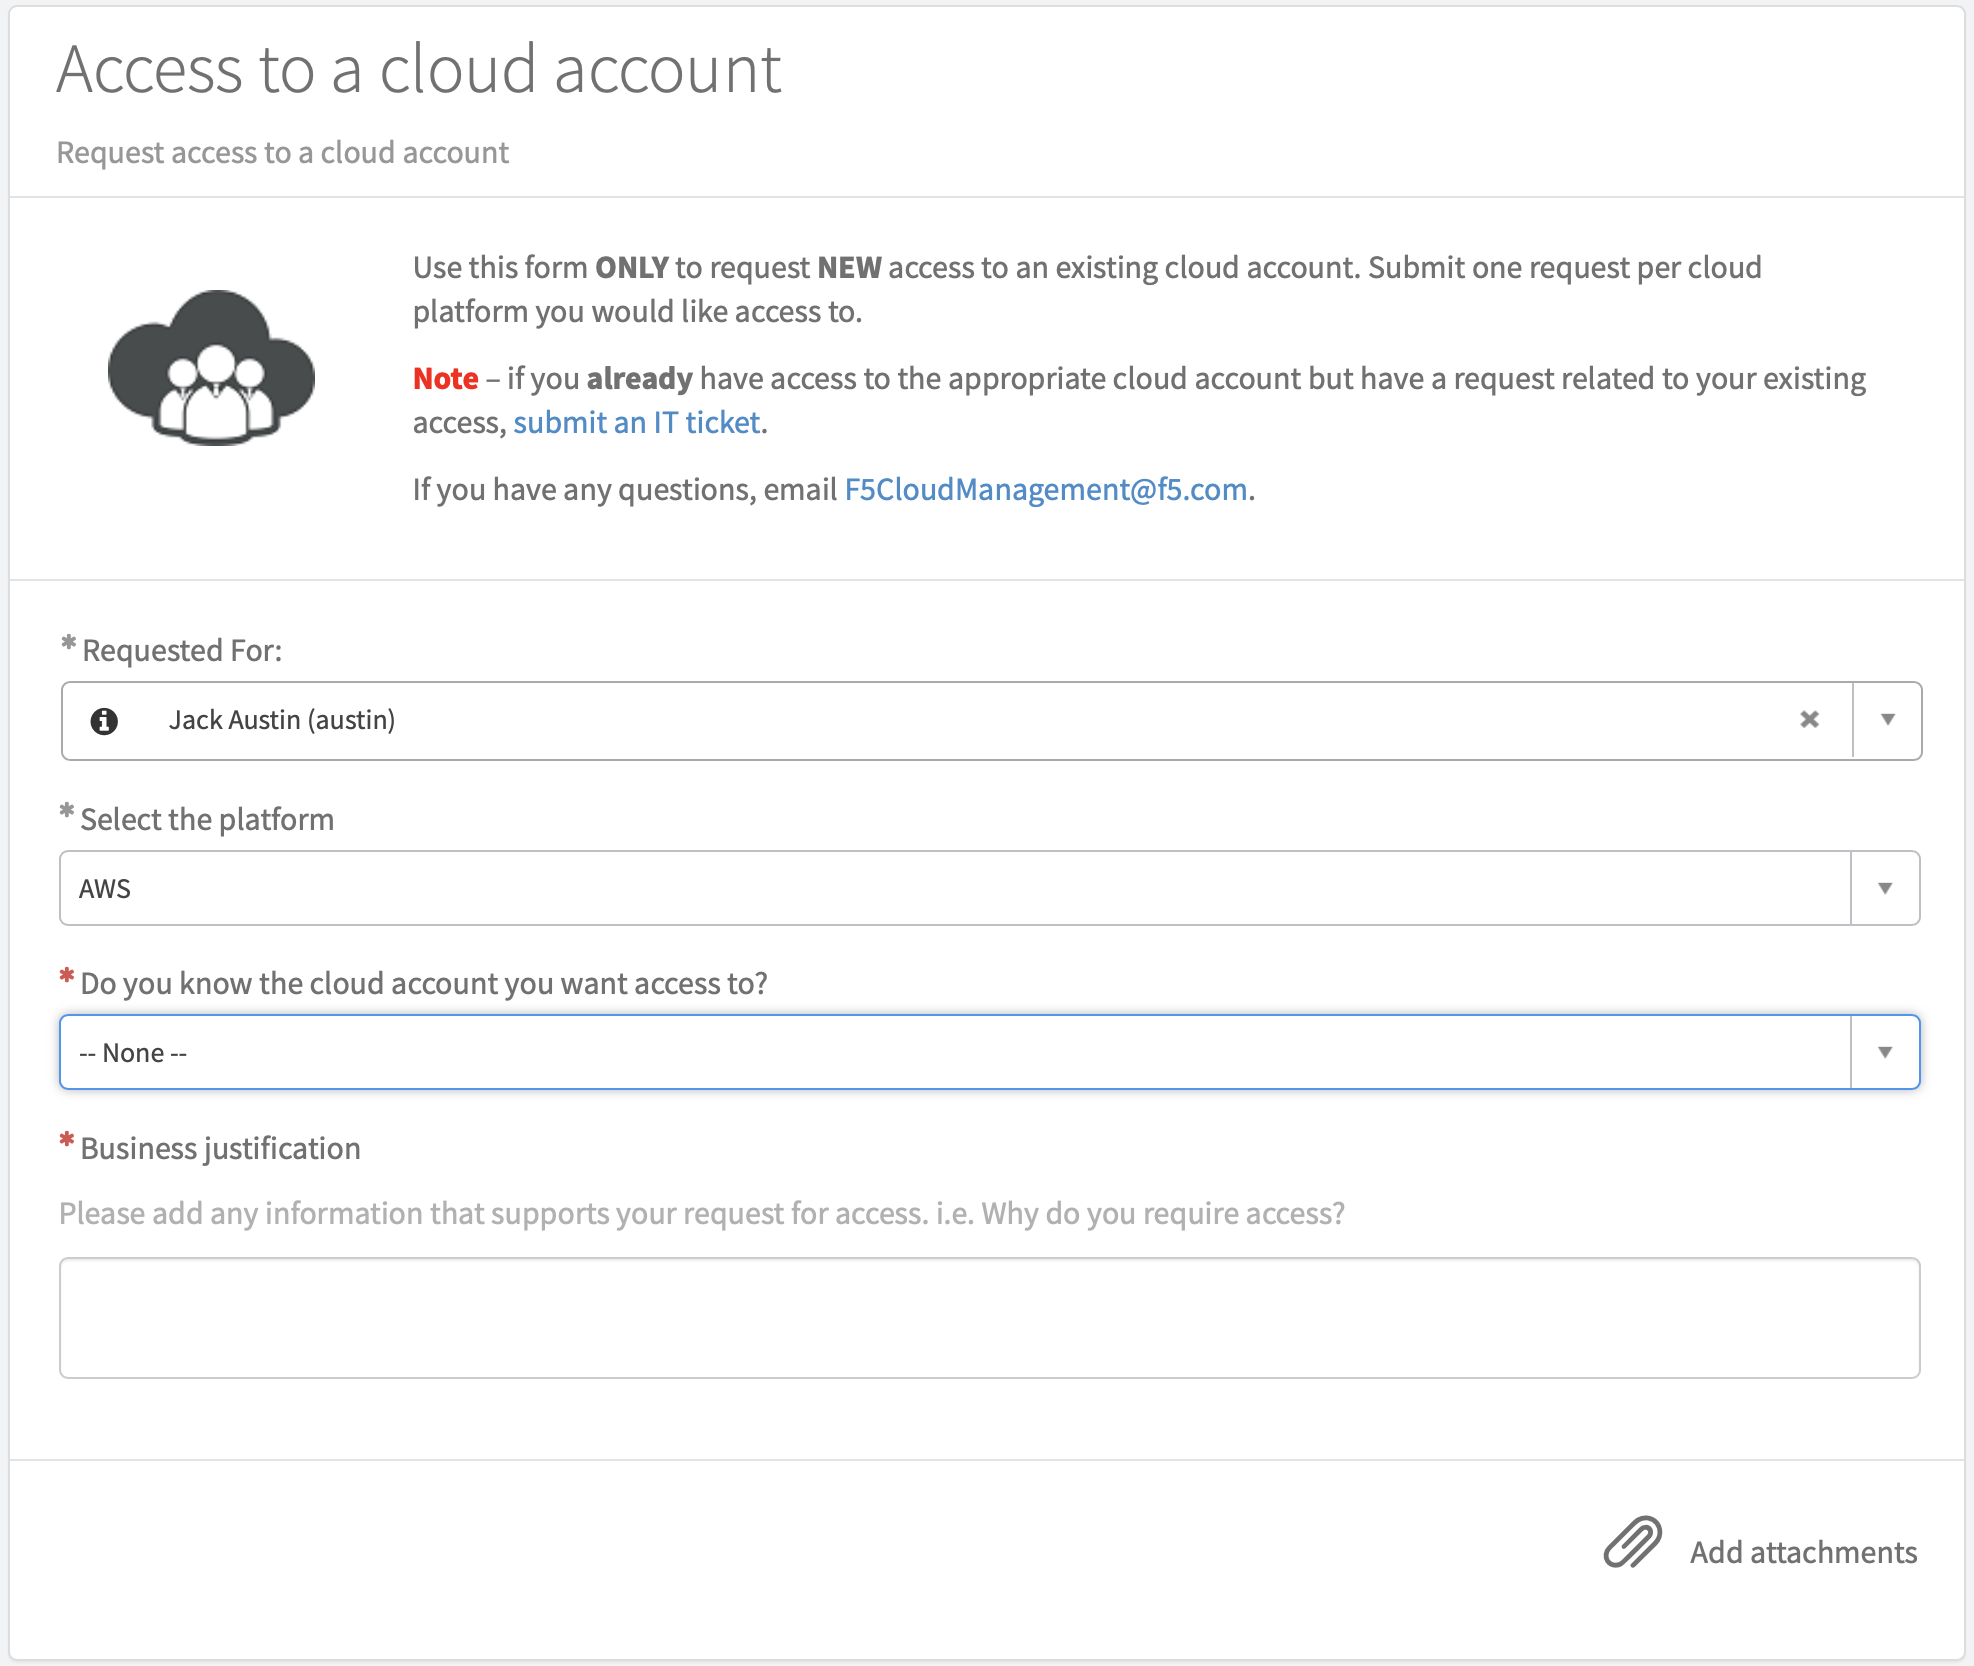 Access to a cloud account
Request access to a cloud account
Use this form ONLY to request NEW access to an existing cloud account. Submit one request per cloud
platform you would like access to.
Note – if you already have access to the appropriate cloud account but have a request related to your existing
access, submit an IT ticket.
If you have any questions, email F5CloudManagement@f5.com.
* Requested For:
Jack Austin (austin)
* Select the platform
AWS
* Do you know the cloud account you want access to?
-- None --
* Business justification
Please add any information that supports your request for access. i.e. Why do you require access?
Add attachments